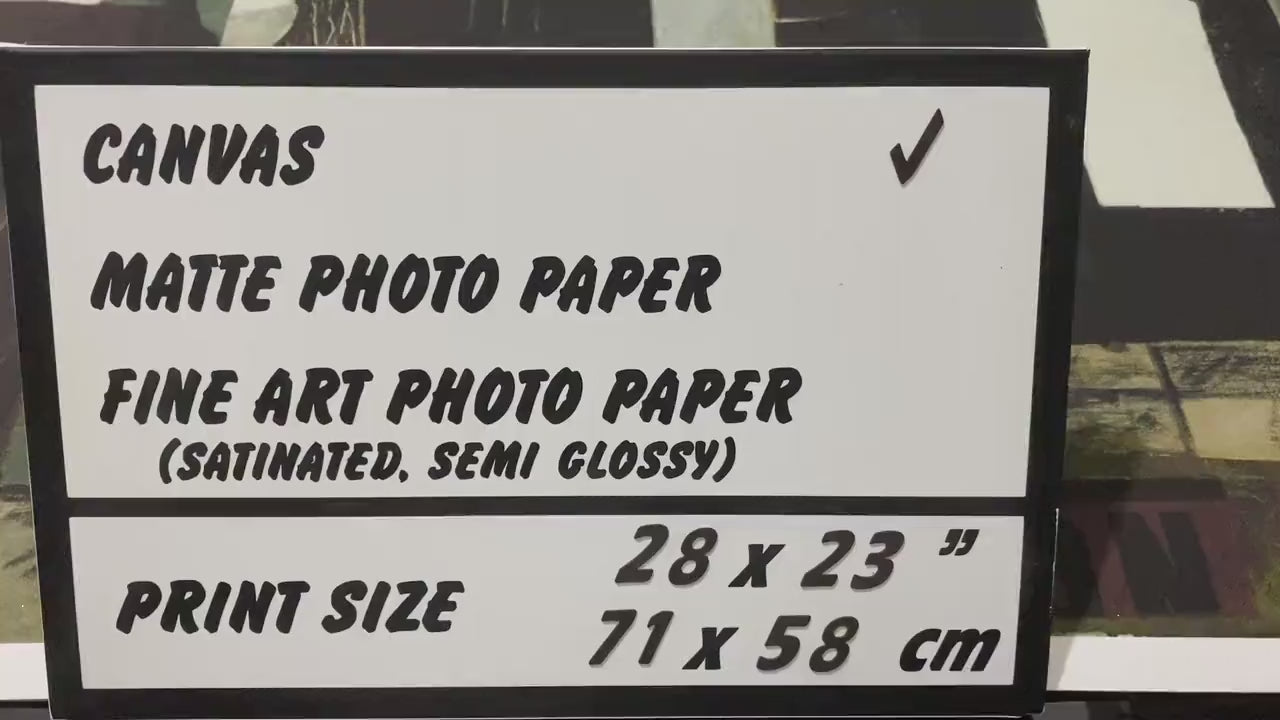 CANVAS ✓
MATTE PHOTO PAPER
FINE ART PHOTO PAPER
(SATINATED, SEMI GLOSSY)
PRINT SIZE
28 x 23 ”
71 x 58 cm